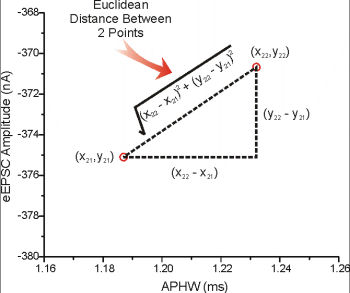 Euclidean
Distance Between
2 Points
(x₂₂,y₂₂)
(x₂₂ - x₂₁)² + (y₂₂ – y₂₁)²
(y₂₂ – y₂₁)
(x₂₁,y₂₁)
(x₂₂ – x₂₁)
eEPSC Amplitude (nA)
-368
-370
-372
-374
-376
-378
-380
1.16
1.18
1.20
1.22
1.24
1.26
APHW (ms)